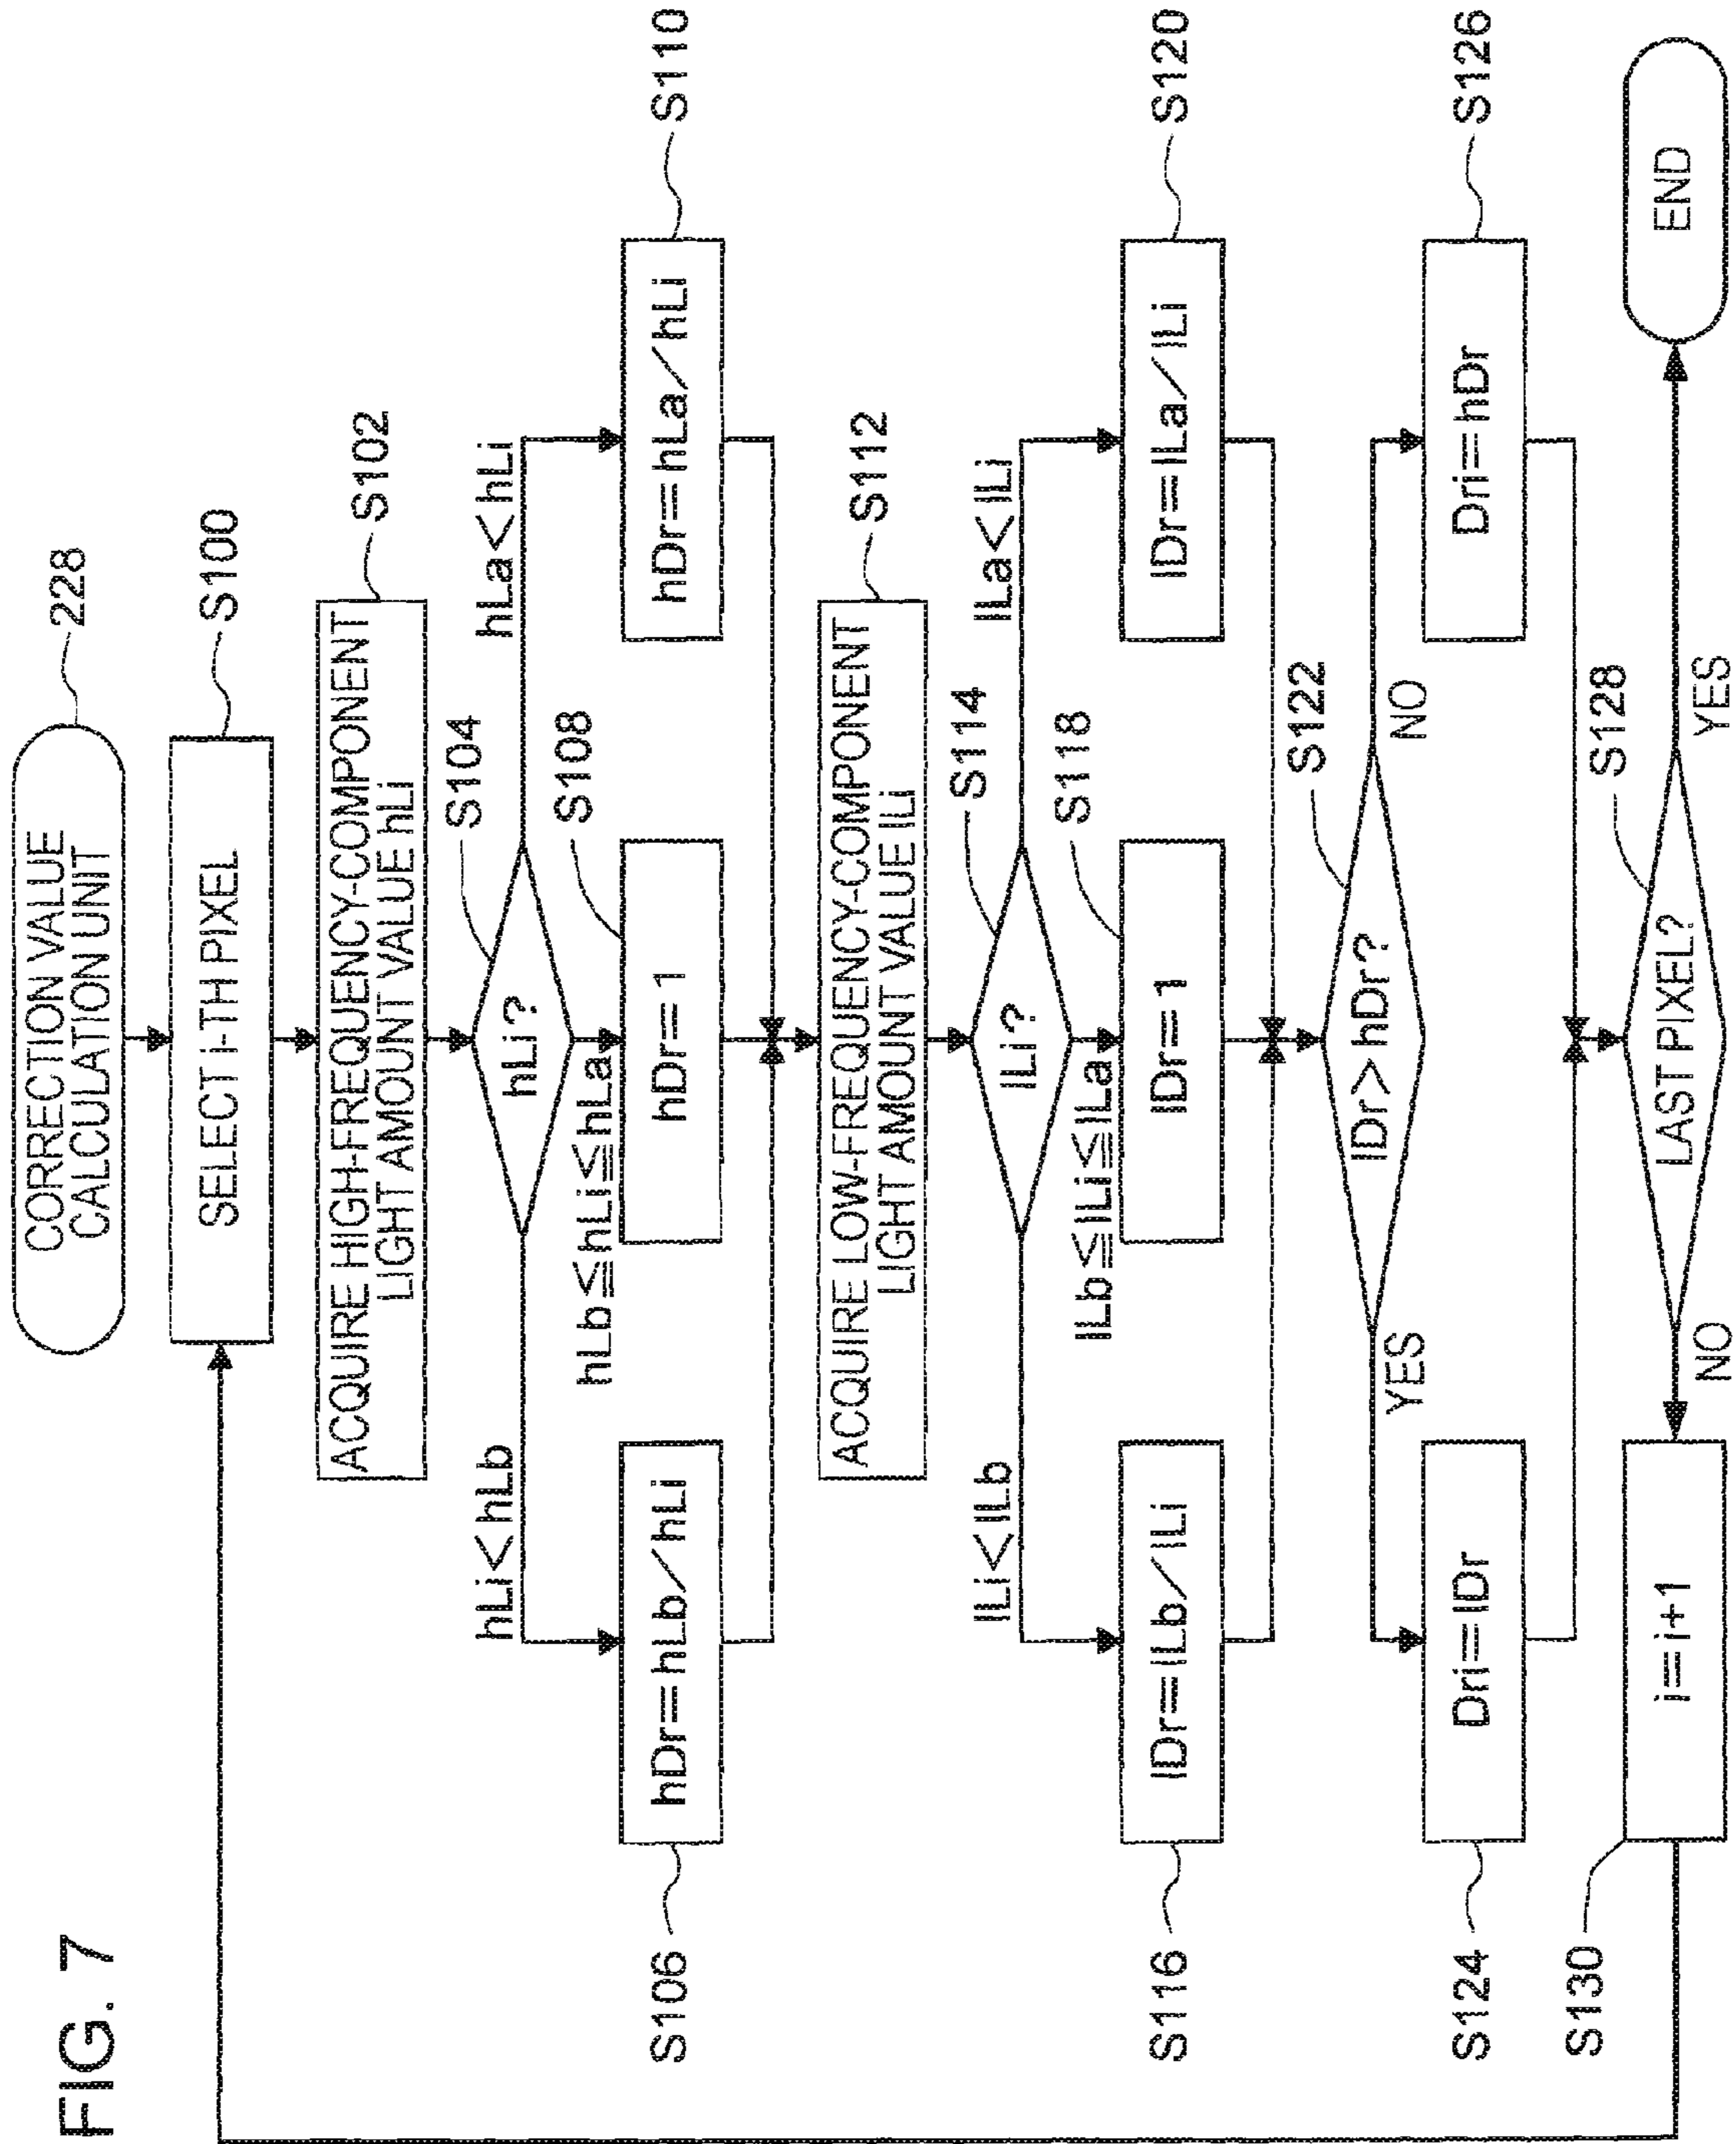 FIG. 7
CORRECTION VALUE
CALCULATION UNIT
228
SELECT i-TH PIXEL
S100
ACQUIRE HIGH-FREQUENCY-COMPONENT
LIGHT AMOUNT VALUE hLi
S102
hLi?
S104
hLi<hLb
hLb≦hLi≦hLa
hLa<hLi
S106
hDr=hLb/hLi
S108
hDr=1
hDr=hLa/hLi
S110
ACQUIRE LOW-FREQUENCY-COMPONENT
LIGHT AMOUNT VALUE lLi
S112
lLi?
S114
lLi<lLb
lLb≦lLi≦lLa
lLa<lLi
S116
lDr=lLb/lLi
S118
lDr=1
lDr=lLa/lLi
S120
lDr>hDr?
S122
YES
NO
S124
Dri=lDr
Dri=hDr
S126
LAST PIXEL?
S128
NO
YES
S130
i=i+1
END